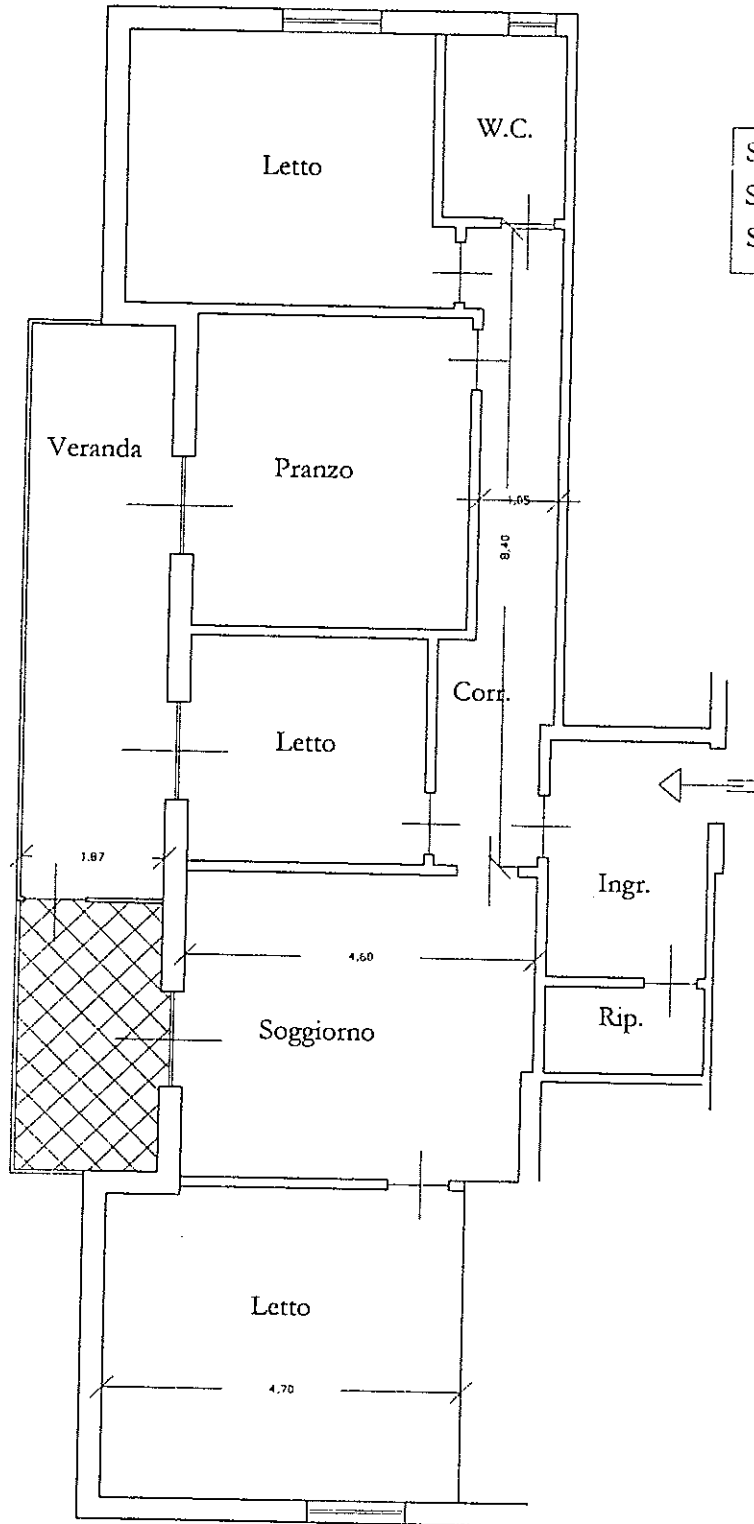 Letto
W.C.
S
S
S
Veranda
Pranzo
1,05
8,40
Corr.
Letto
1.87
Ingr.
4,60
Soggiorno
Rip.
Letto
4,70